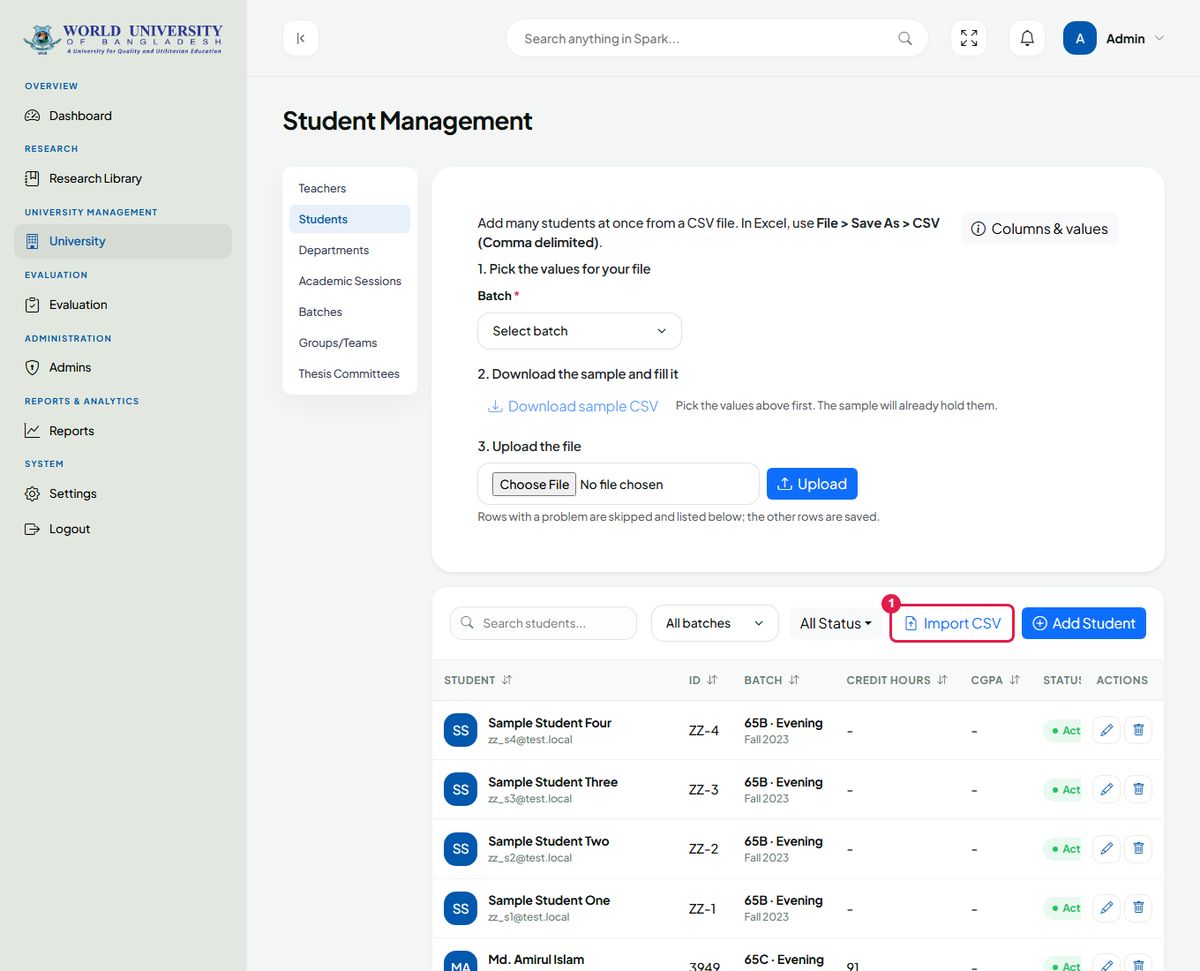 WORLD UNIVERSITY
OF BANGLADESH
A University for Quality and Utilitarian Education
OVERVIEW
Dashboard
RESEARCH
Research Library
UNIVERSITY MANAGEMENT
University
EVALUATION
Evaluation
ADMINISTRATION
Admins
REPORTS & ANALYTICS
Reports
SYSTEM
Settings
Logout
Search anything in Spark...
A Admin
Student Management
Teachers
Students
Departments
Academic Sessions
Batches
Groups/Teams
Thesis Committees
Add many students at once from a CSV file. In Excel, use File > Save As > CSV
(Comma delimited).
Columns & values
1. Pick the values for your file
Batch *
Select batch
2. Download the sample and fill it
Download sample CSV Pick the values above first. The sample will already hold them.
3. Upload the file
Choose File No file chosen Upload
Rows with a problem are skipped and listed below; the other rows are saved.
1
Search students... All batches All Status Import CSV Add Student
STUDENT ID BATCH CREDIT HOURS CGPA STATUS ACTIONS
SS Sample Student Four ZZ-4 65B · Evening - - Act
zz_s4@test.local Fall 2023
SS Sample Student Three ZZ-3 65B · Evening - - Act
zz_s3@test.local Fall 2023
SS Sample Student Two ZZ-2 65B · Evening - - Act
zz_s2@test.local Fall 2023
SS Sample Student One ZZ-1 65B · Evening - - Act
zz_s1@test.local Fall 2023
MA Md. Amirul Islam 3949 65C · Evening 91 Act